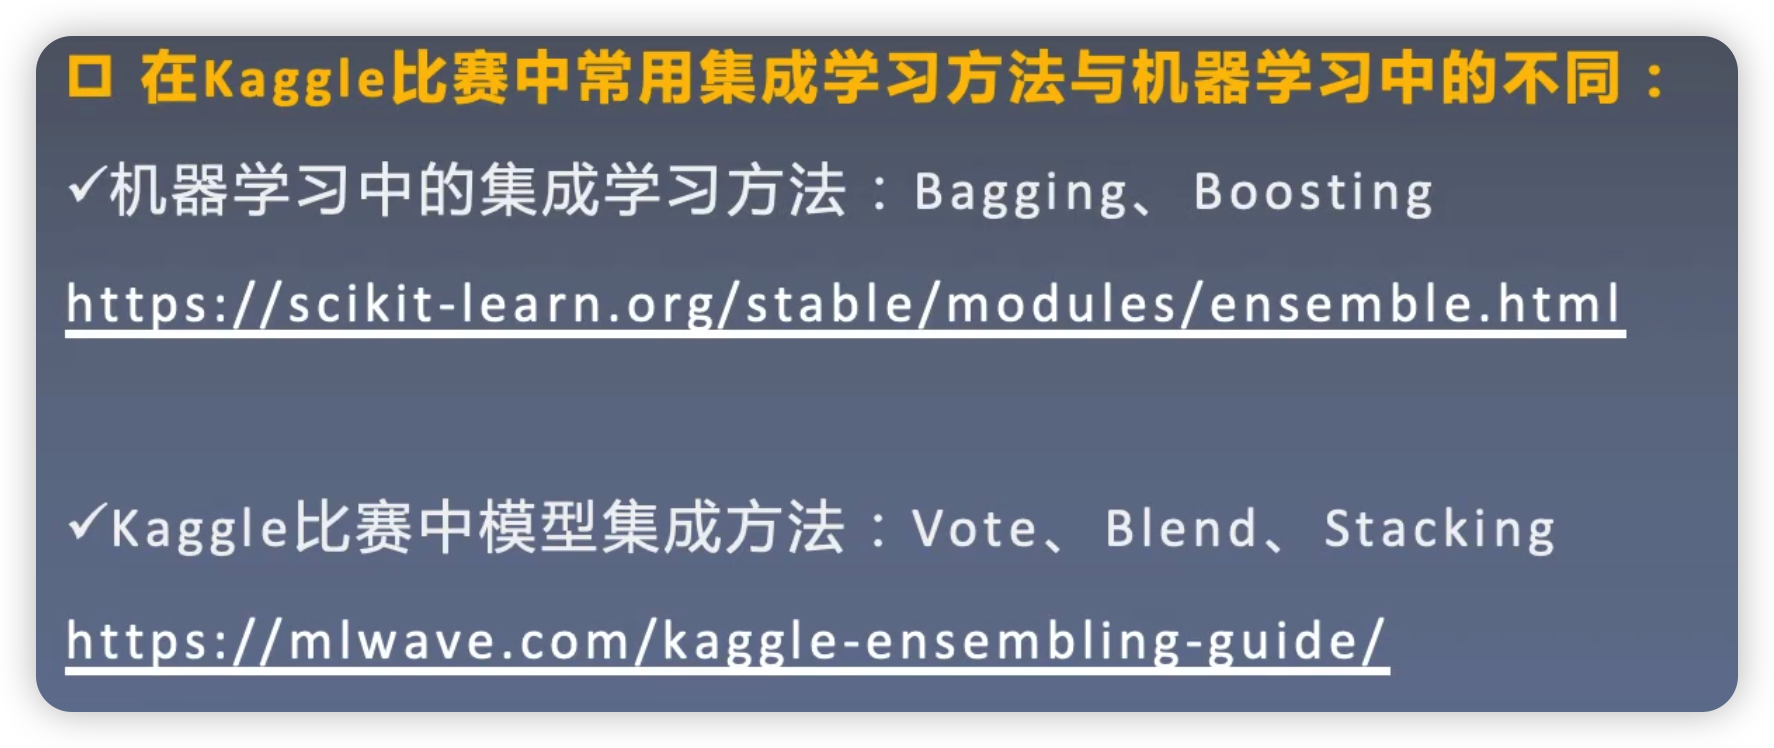 □ 在Kaggle比赛中常用集成学习方法与机器学习中的不同：
✓机器学习中的集成学习方法：Bagging、Boosting
https://scikit-learn.org/stable/modules/ensemble.html
✓Kaggle比赛中模型集成方法：Vote、Blend、Stacking
https://mlwave.com/kaggle-ensembling-guide/